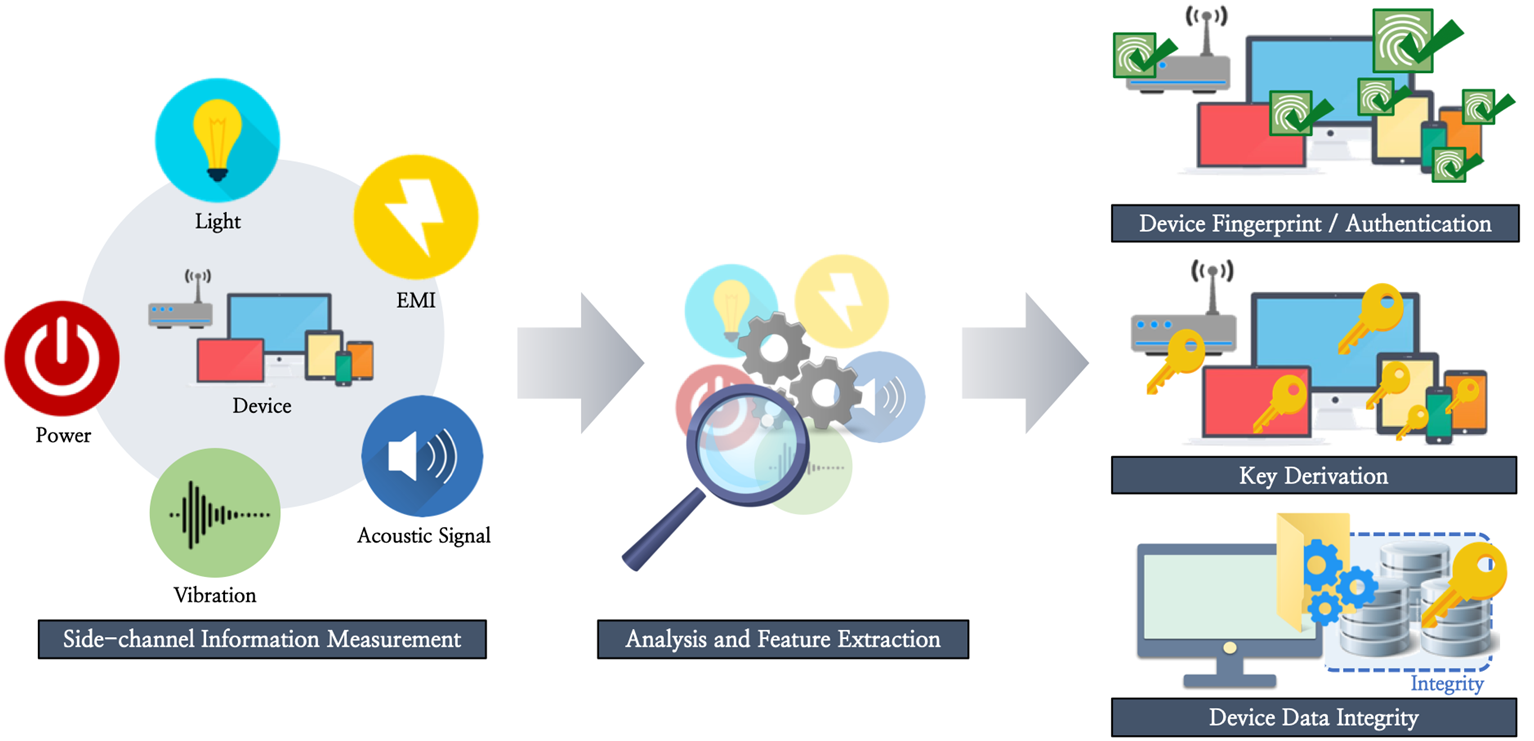 Light
EMI
Power
Device
Acoustic Signal
Vibration
Side-channel Information Measurement
Analysis and Feature Extraction
Device Fingerprint / Authentication
Key Derivation
Integrity
Device Data Integrity